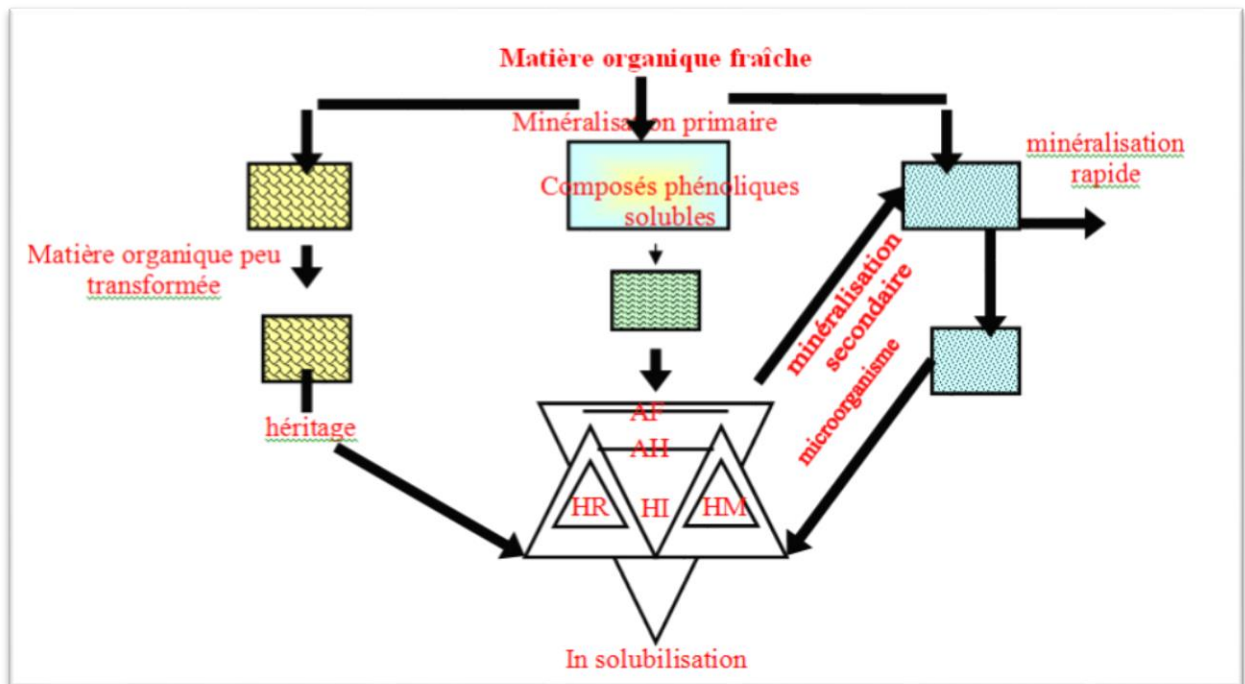 Matière organique fraîche
Minéralisation primaire
minéralisation
rapide
Composés phénoliques
solubles
Matière organique peu
transformée
minéralisation
secondaire
microorganisme
héritage
AF
AH
HR
HI
HM
In solubilisation